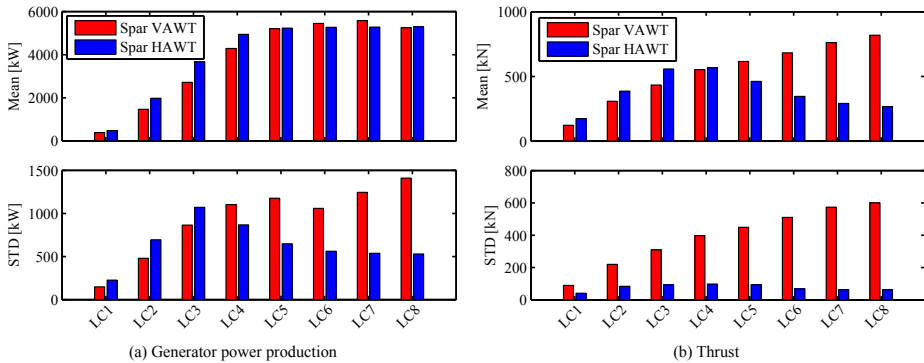 6000
4000
2000
0
Mean [kW]
Spar VAWT
Spar HAWT
1500
1000
500
0
STD [kW]
LC1 LC2 LC3 LC4 LC5 LC6 LC7 LC8
(a) Generator power production
1000
500
0
Mean [kN]
Spar VAWT
Spar HAWT
800
600
400
200
0
STD [kN]
LC1 LC2 LC3 LC4 LC5 LC6 LC7 LC8
(b) Thrust